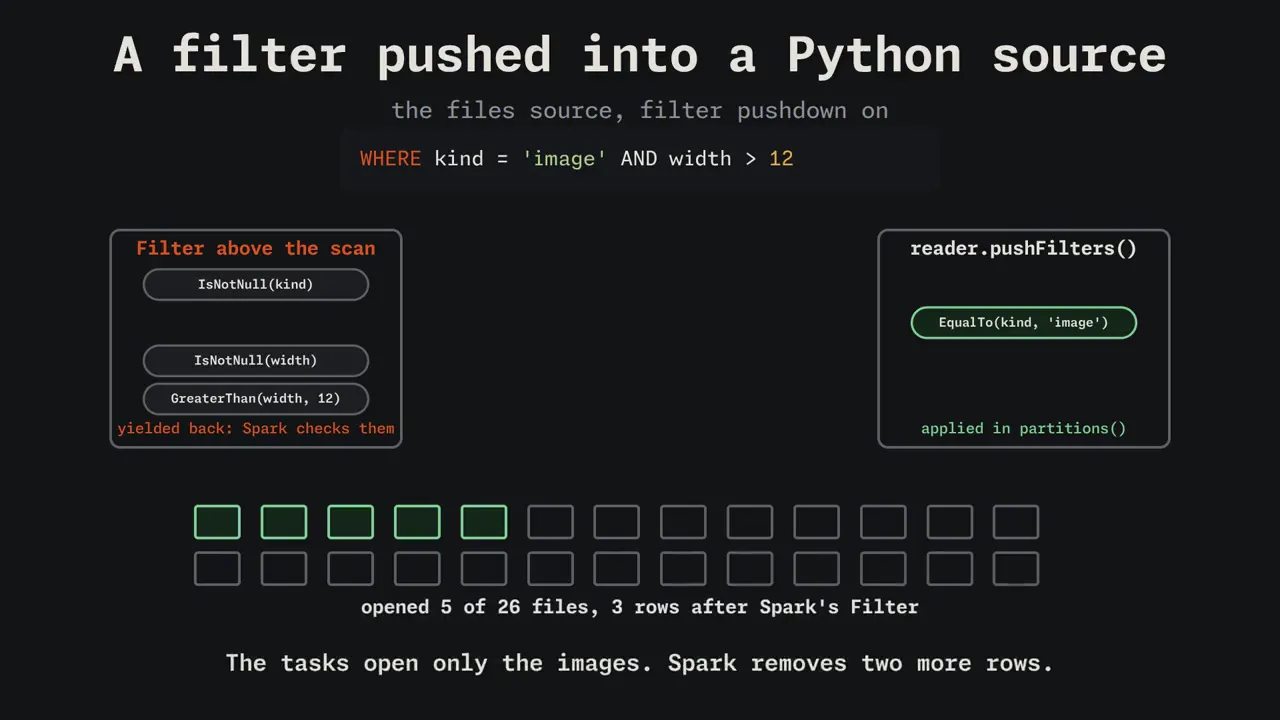 A filter pushed into a Python source
the files source, filter pushdown on
WHERE kind = 'image' AND width > 12
Filter above the scan
IsNotNull(kind)
IsNotNull(width)
GreaterThan(width, 12)
yielded back: Spark checks them
reader.pushFilters()
EqualTo(kind, 'image')
applied in partitions()
opened 5 of 26 files, 3 rows after Spark's Filter
The tasks open only the images. Spark removes two more rows.